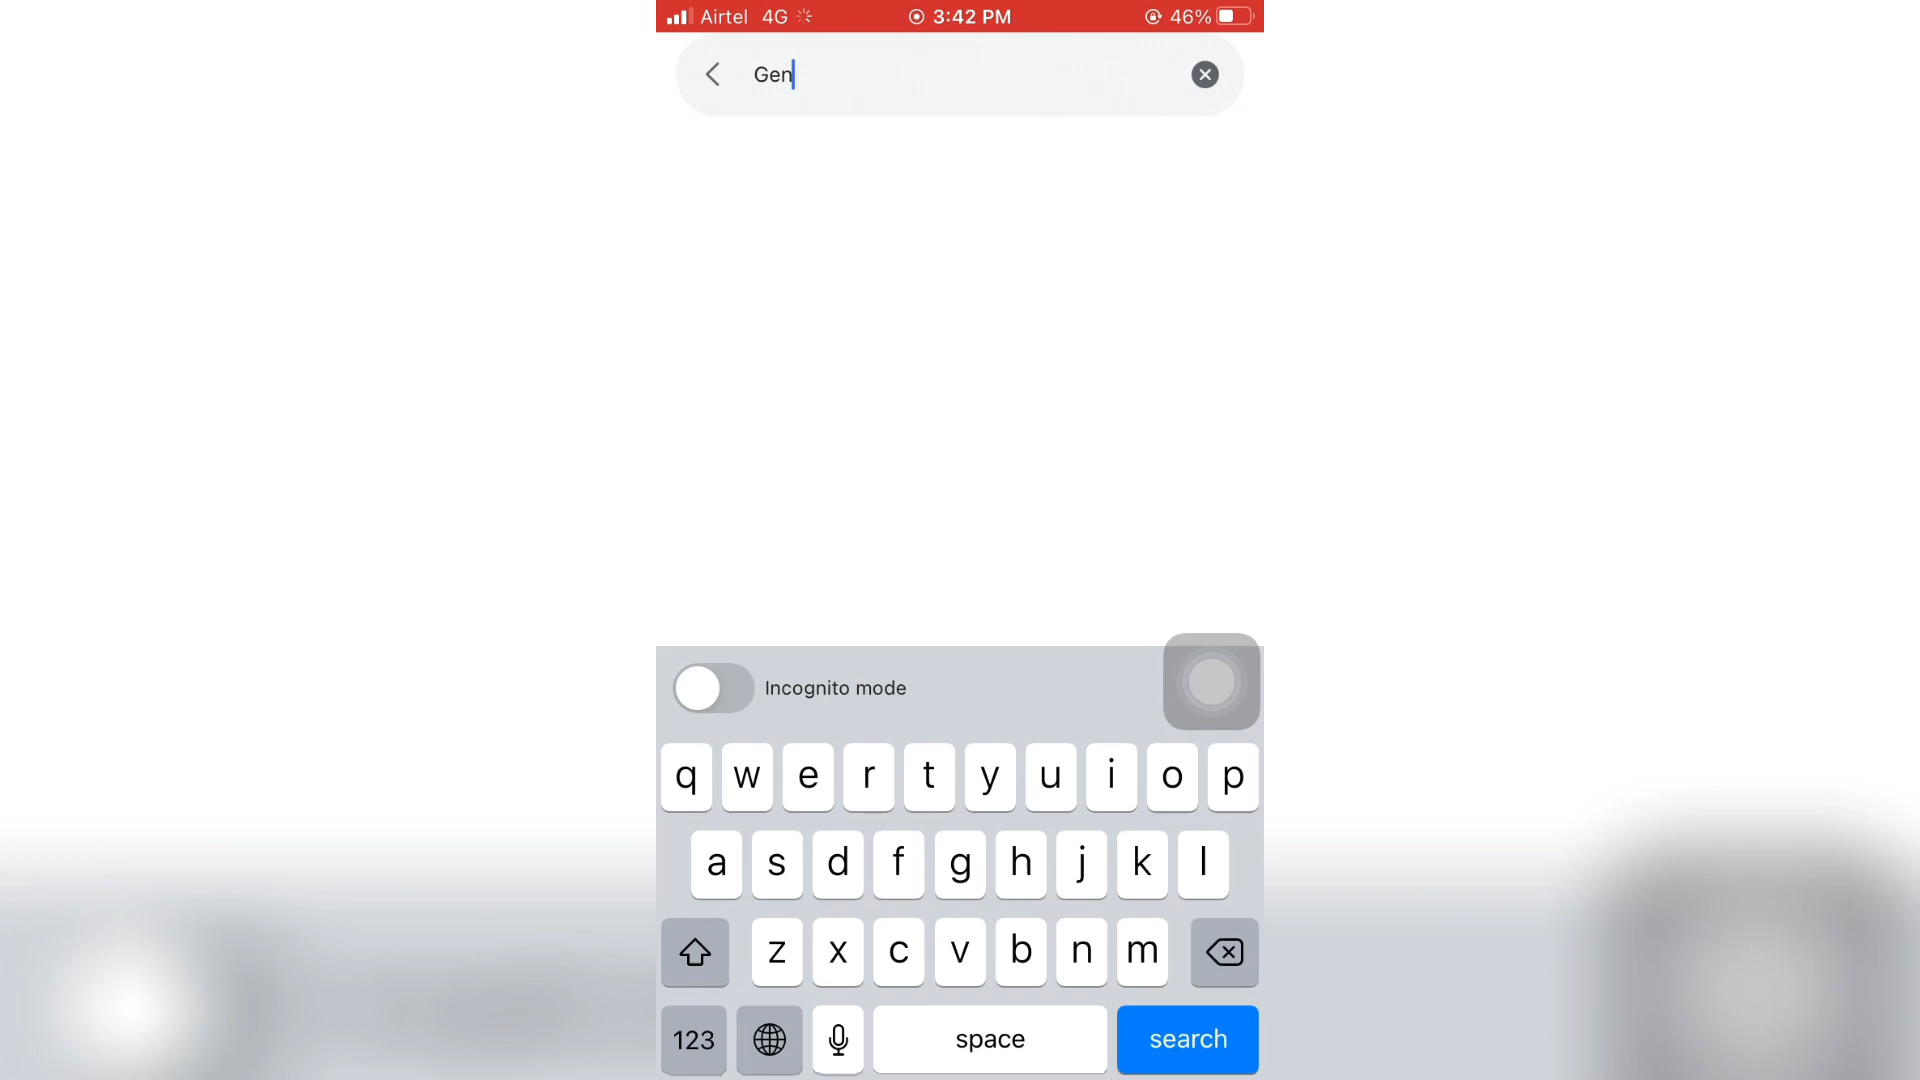 Airtel 4G 3:42 PM 46%
Gen
Incognito mode
q w e r t y u i o p
a s d f g h j k l
z x c v b n m
123 space search